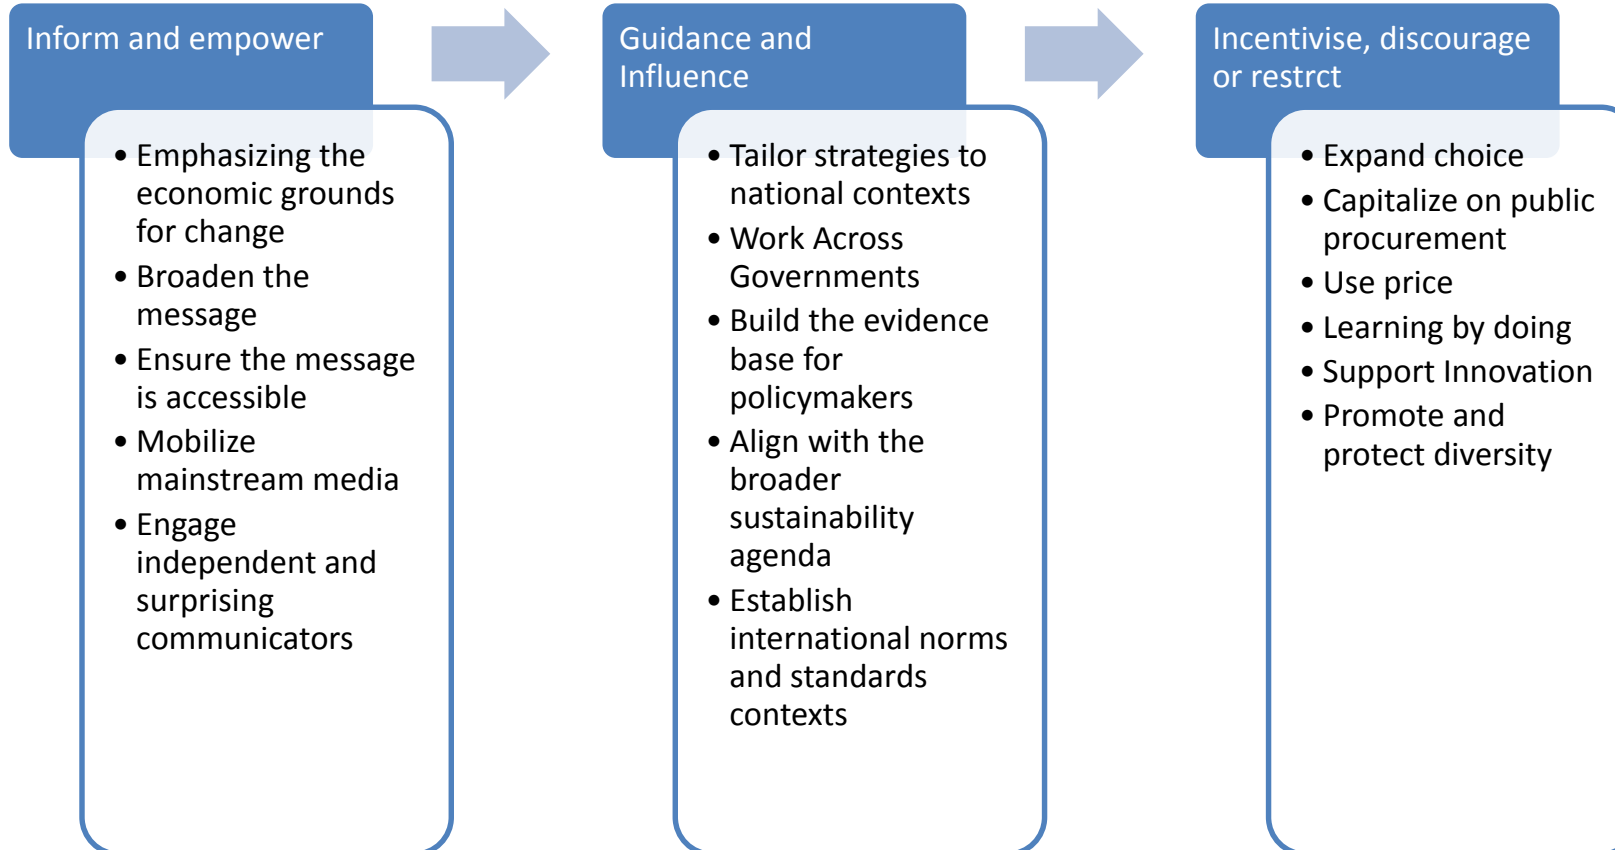 Inform and empower
• Emphasizing the
economic grounds
for change
• Broaden the
message
• Ensure the message
is accessible
• Mobilize
mainstream media
• Engage
independent and
surprising
communicators
Guidance and
Influence
• Tailor strategies to
national contexts
• Work Across
Governments
• Build the evidence
base for
policymakers
• Align with the
broader
sustainability
agenda
• Establish
international norms
and standards
contexts
Incentivise, discourage
or restrct
• Expand choice
• Capitalize on public
procurement
• Use price
• Learning by doing
• Support Innovation
• Promote and
protect diversity